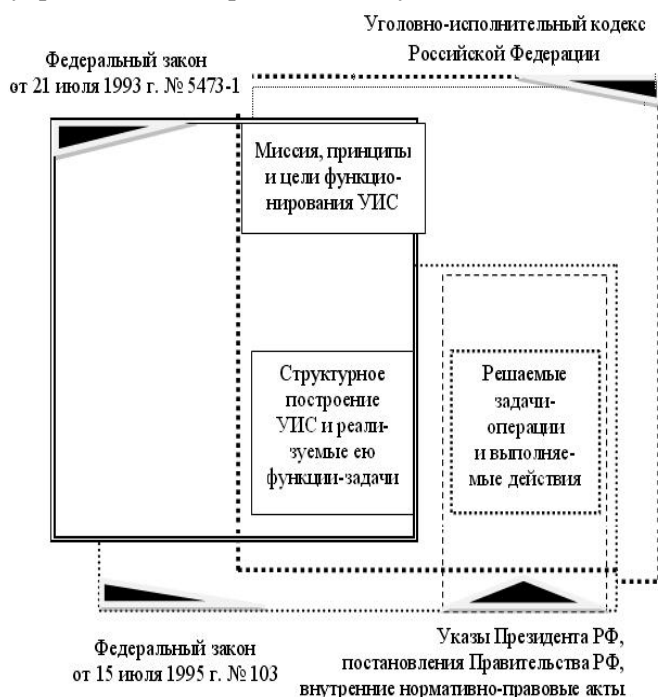 Уголовно-исполнительный кодекс
Российской Федерации
Федеральный закон
от 21 июля 1993 г. № 5473-1
Миссия, принципы
и цели функцио-
нирования УИС
Структурное
построение
УИС и реали-
зуемые ею
функции-задачи
Решаемые
задачи-
операции
и выполняе-
мые действия
Федеральный закон
от 15 июля 1995 г. № 103
Указы Президента РФ,
постановления Правительства РФ,
внутренние нормативно-правовые акты